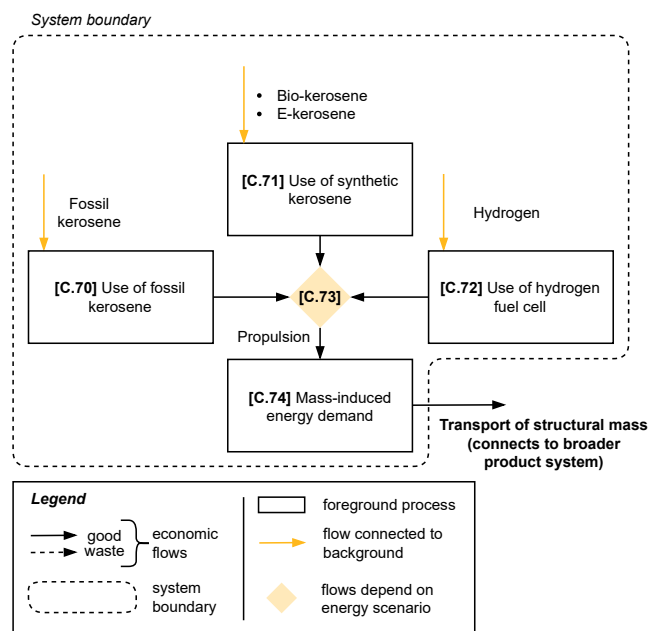 System boundary
• Bio-kerosene
• E-kerosene
[C.71] Use of synthetic
kerosene
Fossil
kerosene
Hydrogen
[C.70] Use of fossil
kerosene
[C.73]
[C.72] Use of hydrogen
fuel cell
Propulsion
[C.74] Mass-induced
energy demand
Transport of structural mass
(connects to broader
product system)
Legend
good
waste
economic
flows
system
boundary
foreground process
flow connected to
background
flows depend on
energy scenario